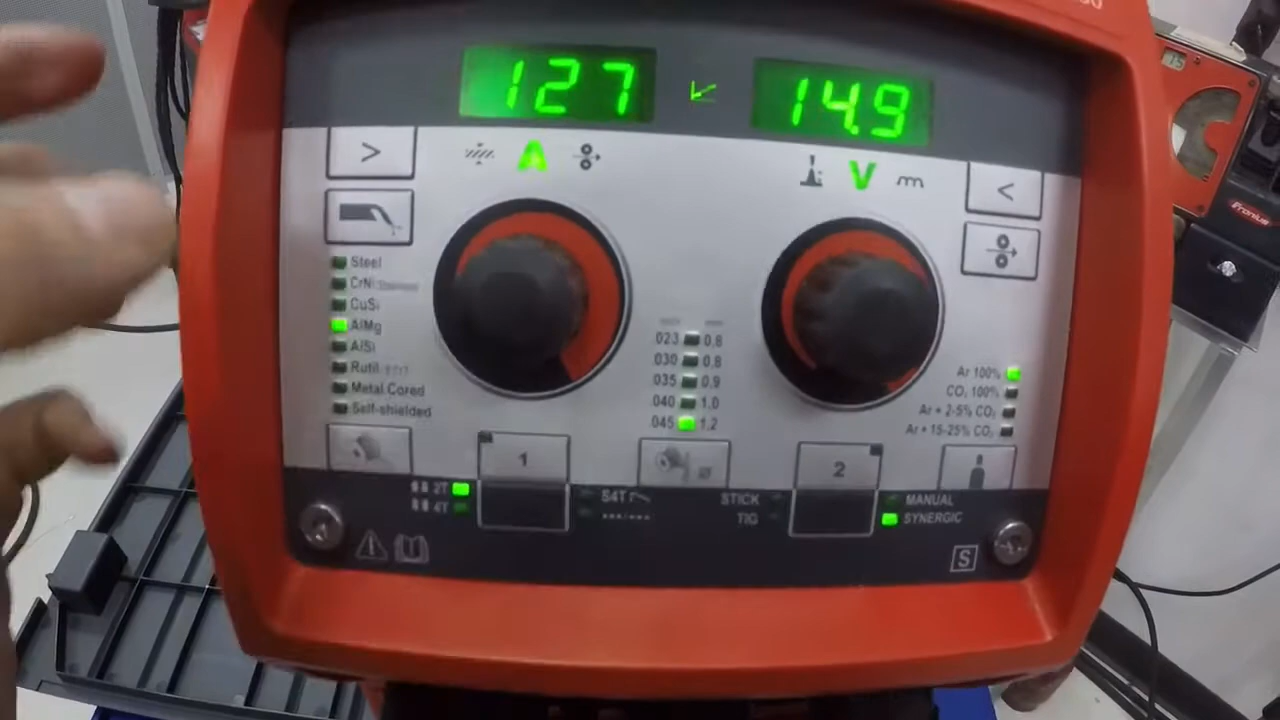 127 14.9
> A V <
Steel
CrNi Stainless
CuSi
AlMg
AlSi
Rutil
Metal Cored
Self-shielded
.023 0.6
.030 0.8
.035 0.9
.040 1.0
.045 1.2
Ar 100%
CO₂ 100%
Ar + 2-5% CO₂
Ar + 15-25% CO₂
1
2
2T
4T
S4T
STICK
TIG
MANUAL
SYNERGIC
S
Fronius